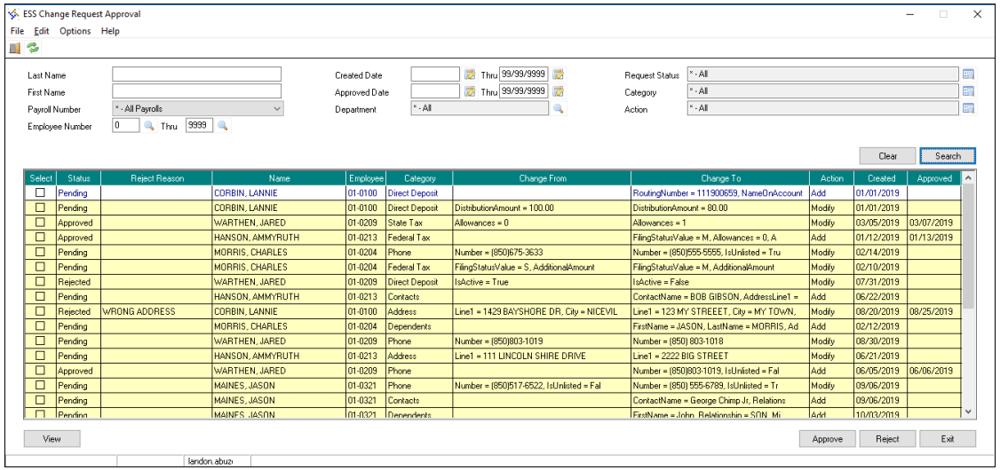 ESS Change Request Approval
File Edit Options Help
Last Name Created Date Thru 99/99/9999 Request Status * - All
First Name Approved Date Thru 99/99/9999 Category * - All
Payroll Number * - All Payrolls Department * - All Action * - All
Employee Number 0 Thru 9999
Clear Search
Select Status Reject Reason Name Employee Category Change From Change To Action Created Approved
Pending CORBIN, LANNIE 01-0100 Direct Deposit RoutingNumber = 111900659, NameOnAccount Add 01/01/2019
Pending CORBIN, LANNIE 01-0100 Direct Deposit DistributionAmount = 100.00 DistributionAmount = 80.00 Modify 01/01/2019
Approved WARTHEN, JARED 01-0209 State Tax Allowances = 0 Allowances = 1 Modify 03/05/2019 03/07/2019
Approved HANSON, AMMYRUTH 01-0213 Federal Tax FilingStatusValue = M, Allowances = 0, A Add 01/12/2019 01/13/2019
Pending MORRIS, CHARLES 01-0204 Phone Number = (850)675-3633 Number = (850)555-5555, IsUnlisted = Tru Modify 02/14/2019
Pending MORRIS, CHARLES 01-0204 Federal Tax FilingStatusValue = S, AdditionalAmount FilingStatusValue = M, AdditionalAmount Modify 02/10/2019
Rejected WARTHEN, JARED 01-0209 Direct Deposit IsActive = True IsActive = False Modify 07/31/2019
Pending HANSON, AMMYRUTH 01-0213 Contacts ContactName = BOB GIBSON, AddressLine1 = Add 06/22/2019
Rejected WRONG ADDRESS CORBIN, LANNIE 01-0100 Address Line1 = 1429 BAYSHORE DR, City = NICEVIL Line1 = 123 MY STREEET, City = MY TOWN, Modify 08/20/2019 08/25/2019
Pending MORRIS, CHARLES 01-0204 Dependents FirstName = JASON, LastName = MORRIS, Ad Add 02/12/2019
Pending WARTHEN, JARED 01-0209 Phone Number = (850)803-1019 Number = (850) 803-1018 Modify 08/30/2019
Pending HANSON, AMMYRUTH 01-0213 Address Line1 = 111 LINCOLN SHIRE DRIVE Line1 = 2222 BIG STREET Modify 06/21/2019
Approved WARTHEN, JARED 01-0209 Phone Number = (850)803-1019, IsUnlisted = Fal Add 06/05/2019 06/06/2019
Pending MAINES, JASON 01-0321 Phone Number = (850)517-6522, IsUnlisted = Fal Number = (850) 555-6789, IsUnlisted = Tr Modify 09/06/2019
Pending MAINES, JASON 01-0321 Contacts ContactName = George Chimp Jr, Relations Add 09/06/2019
Pending MAINES, JASON 01-0321 Dependents FirstName = John, Relationship = SON, Mi Add 10/03/2019
View Approve Reject Exit
landon.abuz